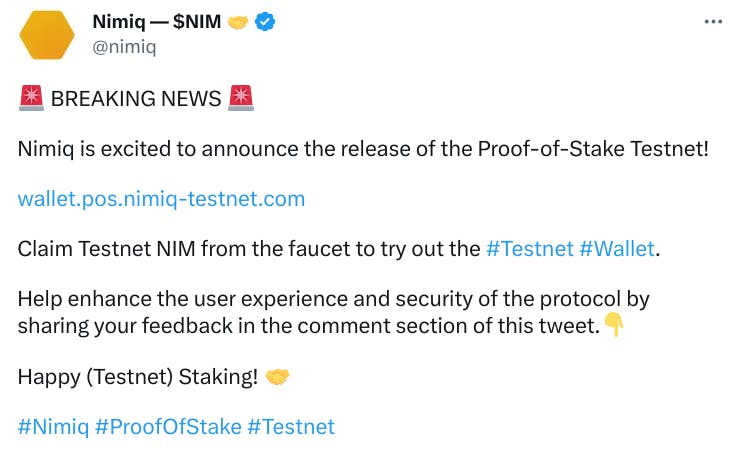 Nimiq — $NIM 🤝
@nimiq
🚨 BREAKING NEWS 🚨
Nimiq is excited to announce the release of the Proof-of-Stake Testnet!
wallet.pos.nimiq-testnet.com
Claim Testnet NIM from the faucet to try out the #Testnet #Wallet.
Help enhance the user experience and security of the protocol by
sharing your feedback in the comment section of this tweet.👇
Happy (Testnet) Staking! 🤝
#Nimiq #ProofOfStake #Testnet